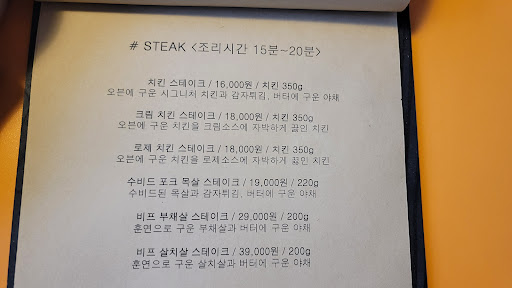 # STEAK <조리시간 15분~20분>
치킨 스테이크 / 16,000원 / 치킨 350g
오븐에 구운 시그니처 치킨과 감자튀김, 버터에 구운 야채
크림 치킨 스테이크 / 18,000원 / 치킨 350g
오븐에 구운 치킨을 크림소스에 자박하게 끓인 치킨
로제 치킨 스테이크 / 18,000원 / 치킨 350g
오븐에 구운 치킨을 로제소스에 자박하게 끓인 치킨
수비드 포크 목살 스테이크 / 19,000원 / 220g
수비드된 목살과 감자튀김, 버터에 구운 야채
비프 부채살 스테이크 / 29,000원 / 200g
훈연으로 구운 부채살과 버터에 구운 야채
비프 살치살 스테이크 / 39,000원 / 200g
훈연으로 구운 살치살과 버터에 구운 야채